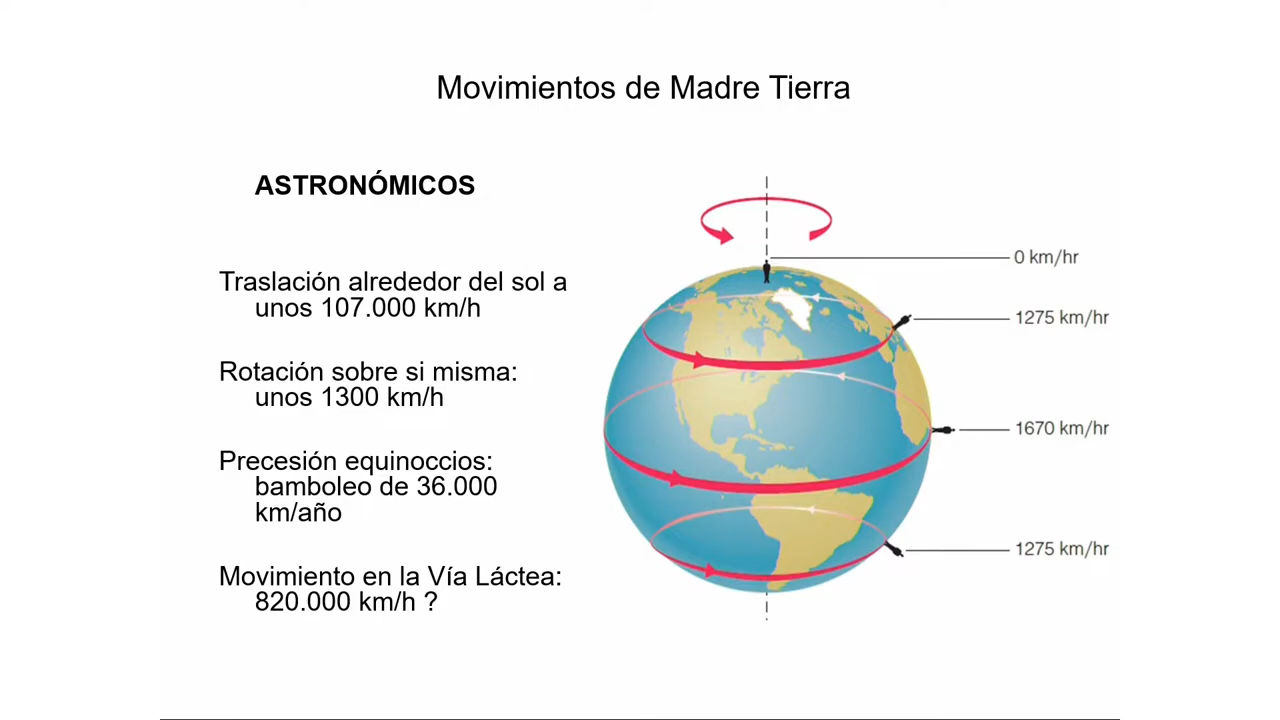 Movimientos de Madre Tierra
ASTRONÓMICOS
Traslación alrededor del sol a
unos 107.000 km/h
Rotación sobre si misma:
unos 1300 km/h
Precesión equinoccios:
bamboleo de 36.000
km/año
Movimiento en la Vía Láctea:
820.000 km/h ?
0 km/hr
1275 km/hr
1670 km/hr
1275 km/hr